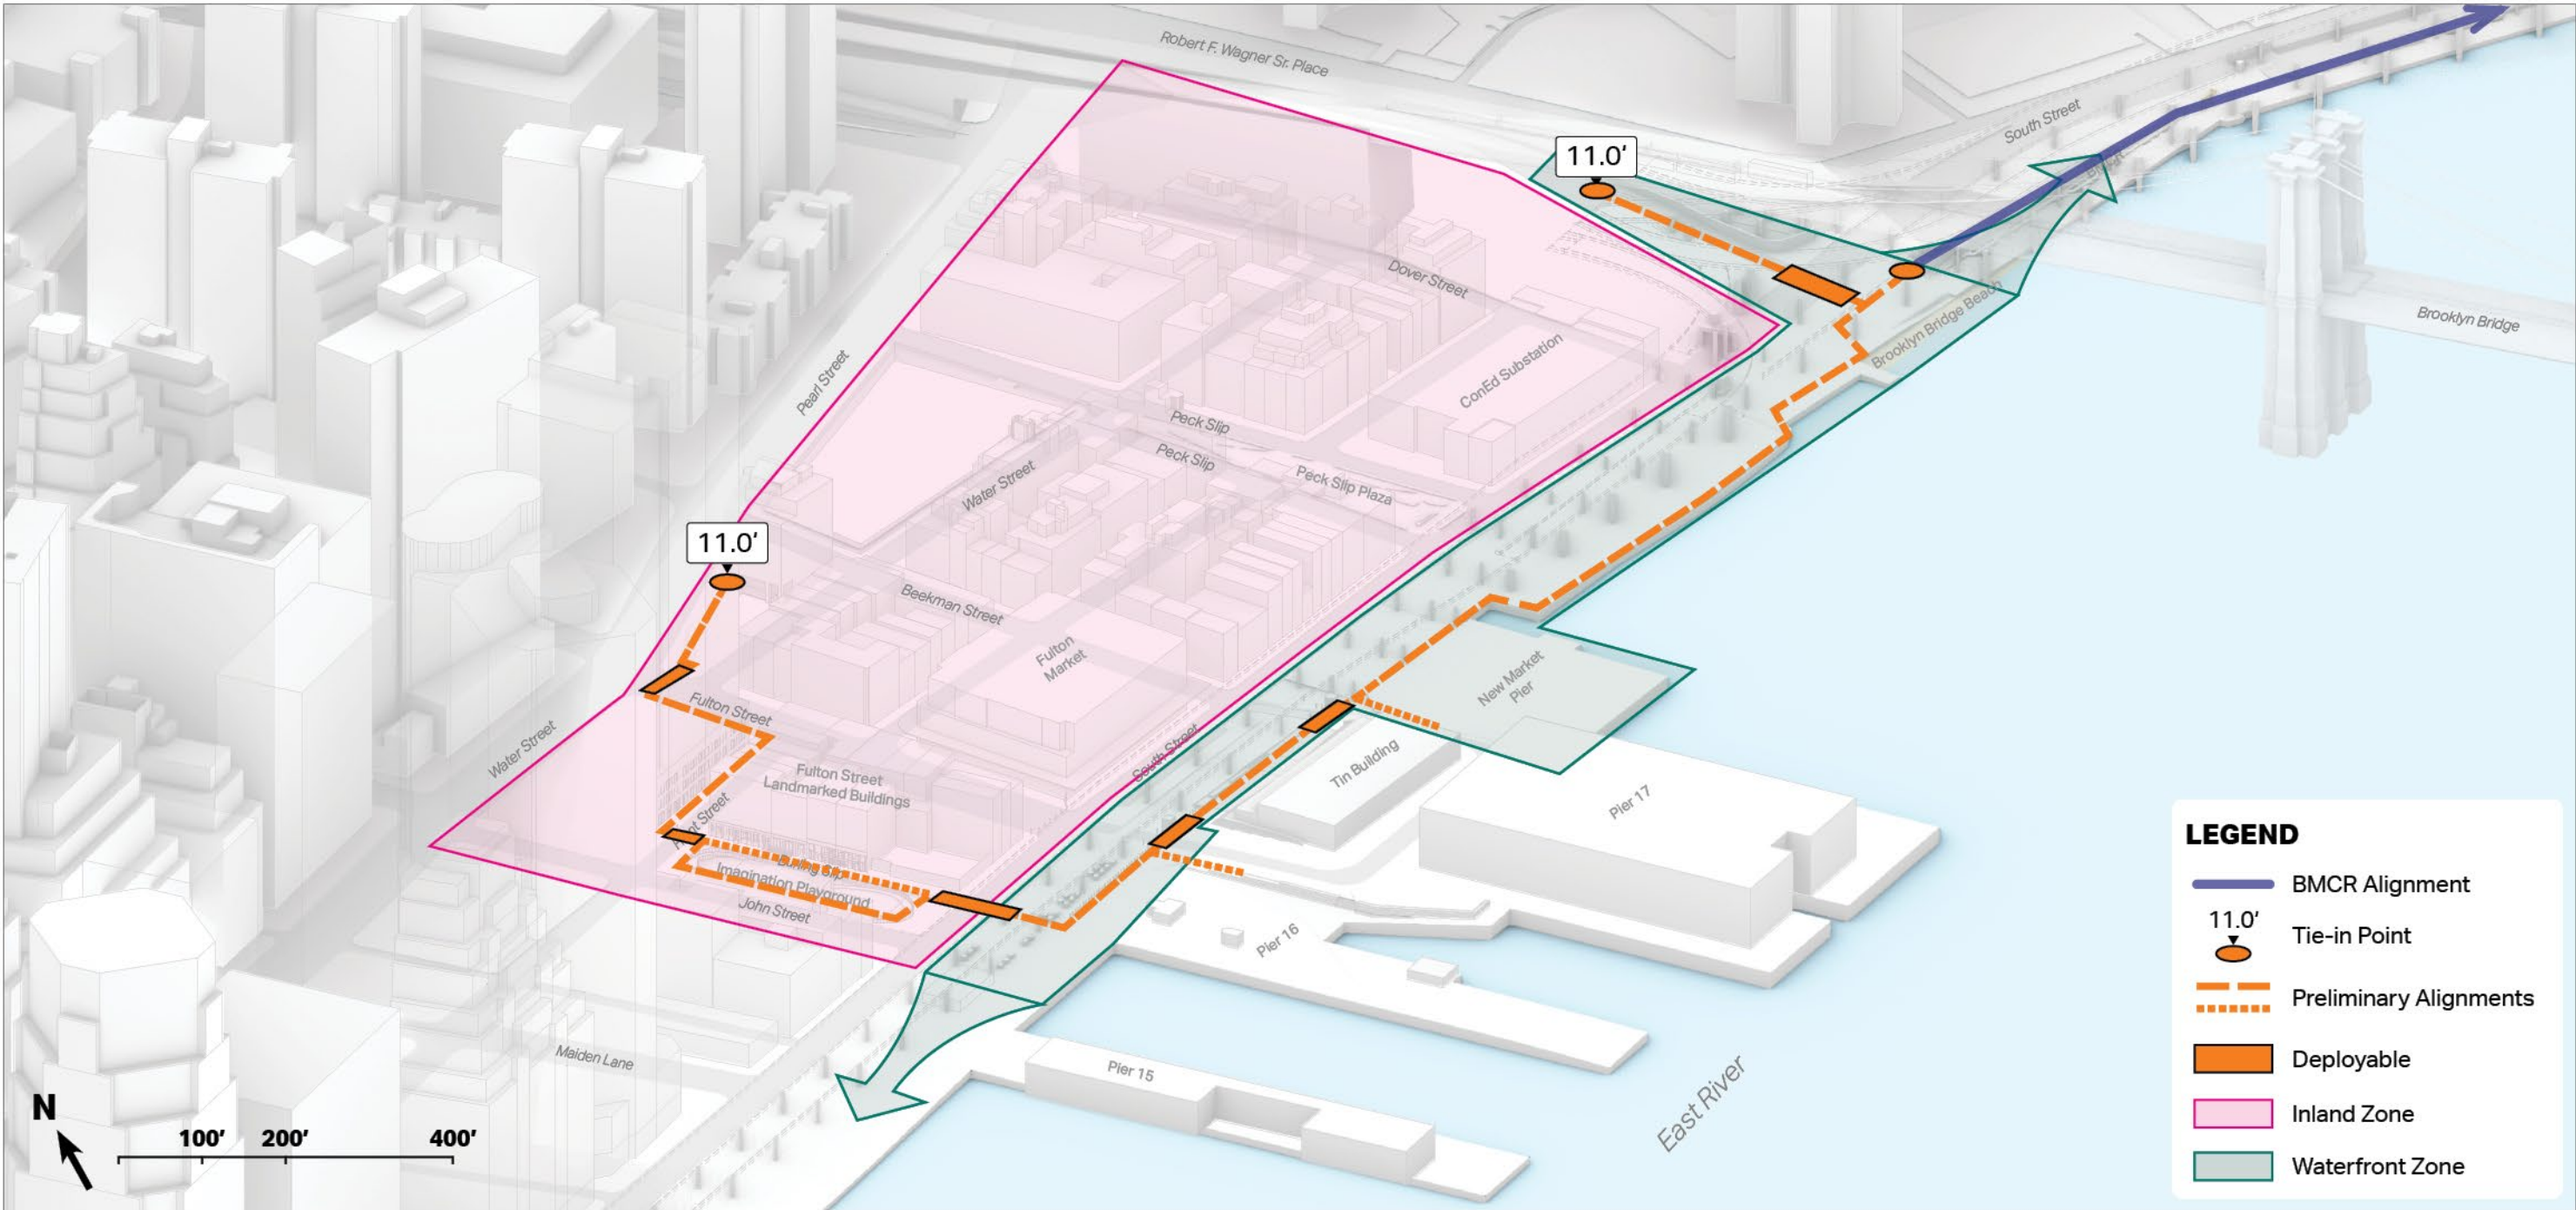 Robert F. Wagner Sr. Place
South Street
11.0'
Dover Street
Brooklyn Bridge Beach
Brooklyn Bridge
Pearl Street
ConEd Substation
Peck Slip
Peck Slip
Peck Slip Plaza
Water Street
11.0'
Beekman Street
Fulton
Market
New Market
Pier
Fulton Street
Water Street
South Street
Tin Building
Fulton Street
Landmarked Buildings
Pier 17
Street
Burling Slip
Imagination Playground
John Street
Pier 16
Maiden Lane
Pier 15
East River
N
100' 200' 400'
LEGEND
BMCR Alignment
11.0'
Tie-in Point
Preliminary Alignments
Deployable
Inland Zone
Waterfront Zone